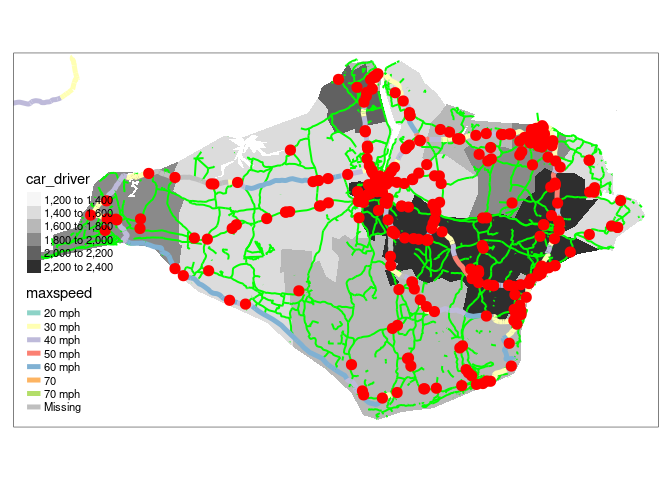 car_driver
1,200 to 1,400
1,400 to 1,600
1,600 to 1,800
1,800 to 2,000
2,000 to 2,200
2,200 to 2,400
maxspeed
20 mph
30 mph
40 mph
50 mph
60 mph
70
70 mph
Missing